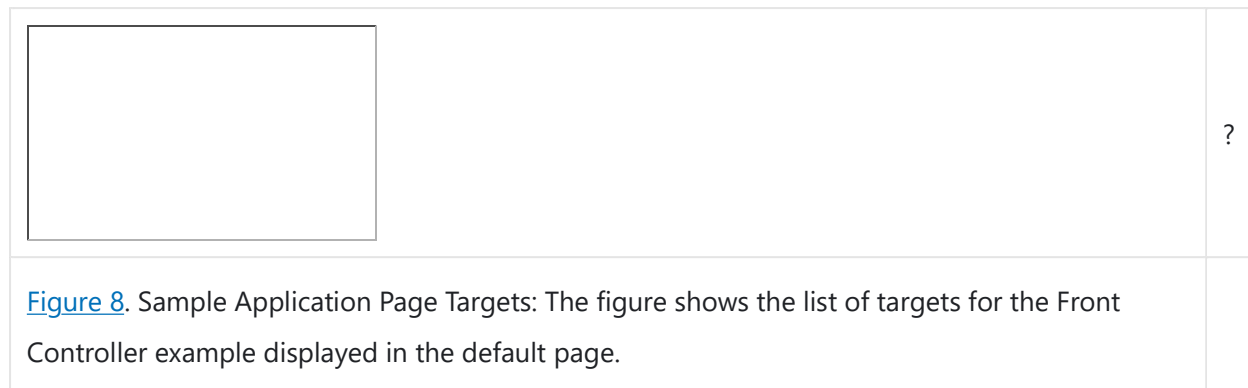 ?
Figure 8. Sample Application Page Targets: The figure shows the list of targets for the Front
Controller example displayed in the default page.